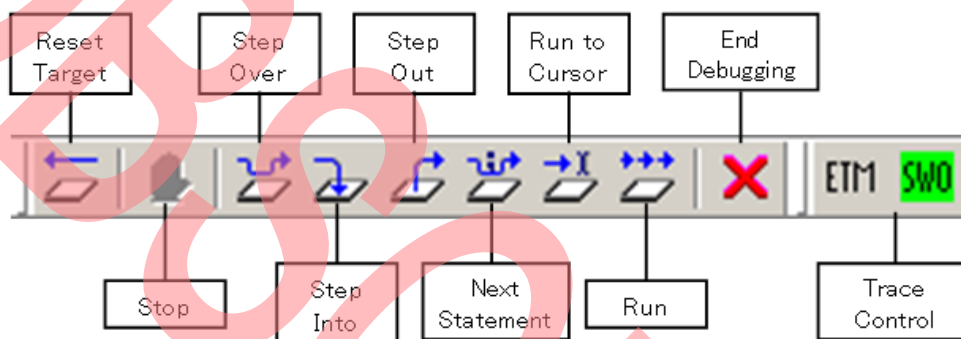 Reset
Target
Step
Over
Step
Out
Run to
Cursor
End
Debugging
ETM
SWO
Stop
Step
Into
Next
Statement
Run
Trace
Control